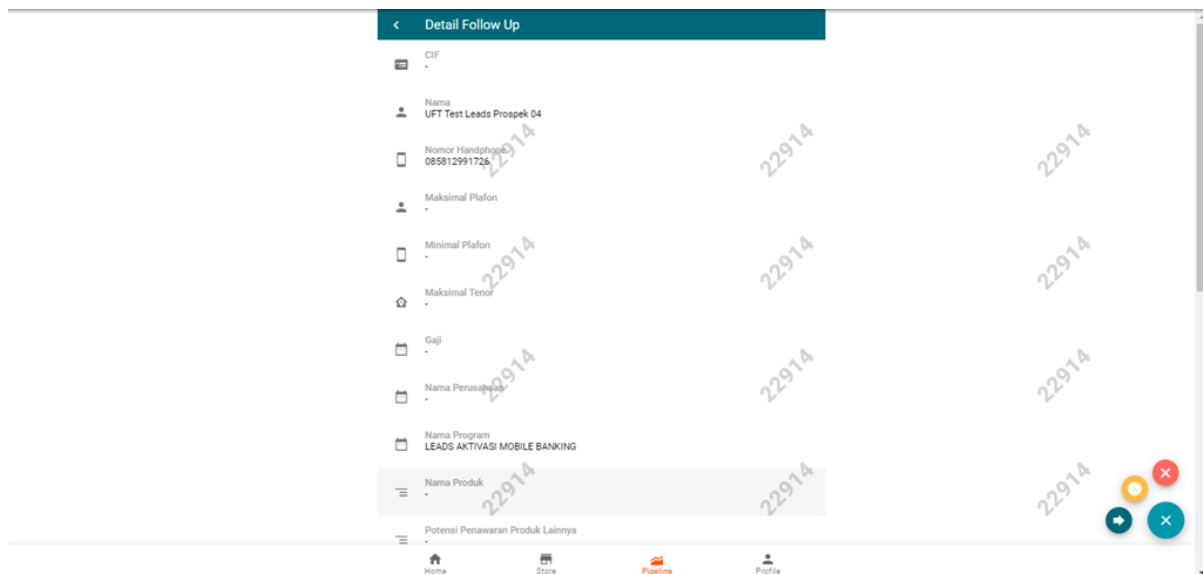 Detail Follow Up
CIF
-
Nama
UFT Test Leads Prospek 04
Nomor Handphone
085812991726
22914
22914
22914
Maksimal Plafon
-
Minimal Plafon
-
22914
22914
22914
Maksimal Tenor
-
Gaji
-
22914
22914
22914
Nama Perusahaan
-
Nama Program
LEADS AKTIVASI MOBILE BANKING
Nama Produk
-
22914
22914
22914
Potensi Penawaran Produk Lainnya
-
Home
Store
Pipeline
Profile